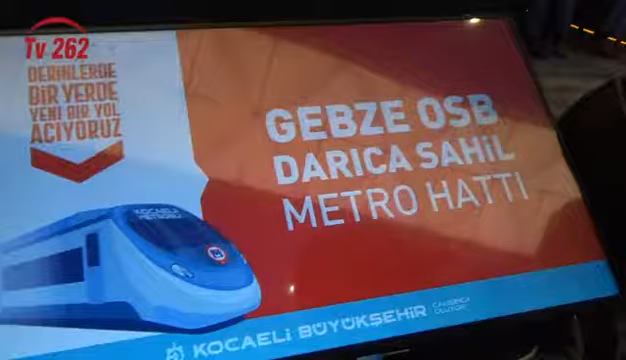 Tv 262
DERİNLERDE
BİR YERDE
YENİ BİR YOL
AÇIYORUZ
GEBZE OSB
DARICA SAHİL
METRO HATTI
KOCAELİ
METROSU
M
KOCAELİ BÜYÜKŞEHİR